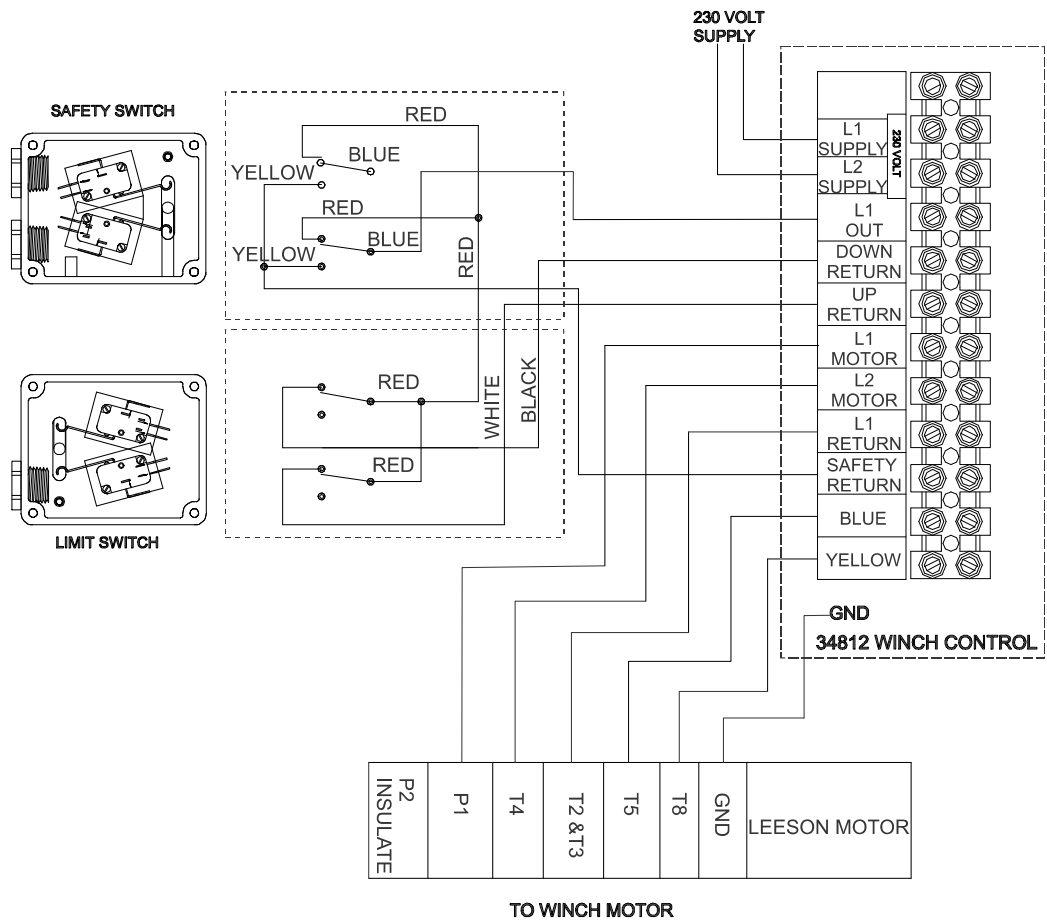 230 VOLT
SUPPLY
SAFETY SWITCH
RED
BLUE
YELLOW
RED
BLUE
YELLOW
RED
RED
WHITE
BLACK
RED
LIMIT SWITCH
L1
SUPPLY
230 VOLT
L2
SUPPLY
L1
OUT
DOWN
RETURN
UP
RETURN
L1
MOTOR
L2
MOTOR
L1
RETURN
SAFETY
RETURN
BLUE
YELLOW
GND
34812 WINCH CONTROL
P2
INSULATE
P1
T4
T2 &T3
T5
T8
GND
LEESON MOTOR
TO WINCH MOTOR